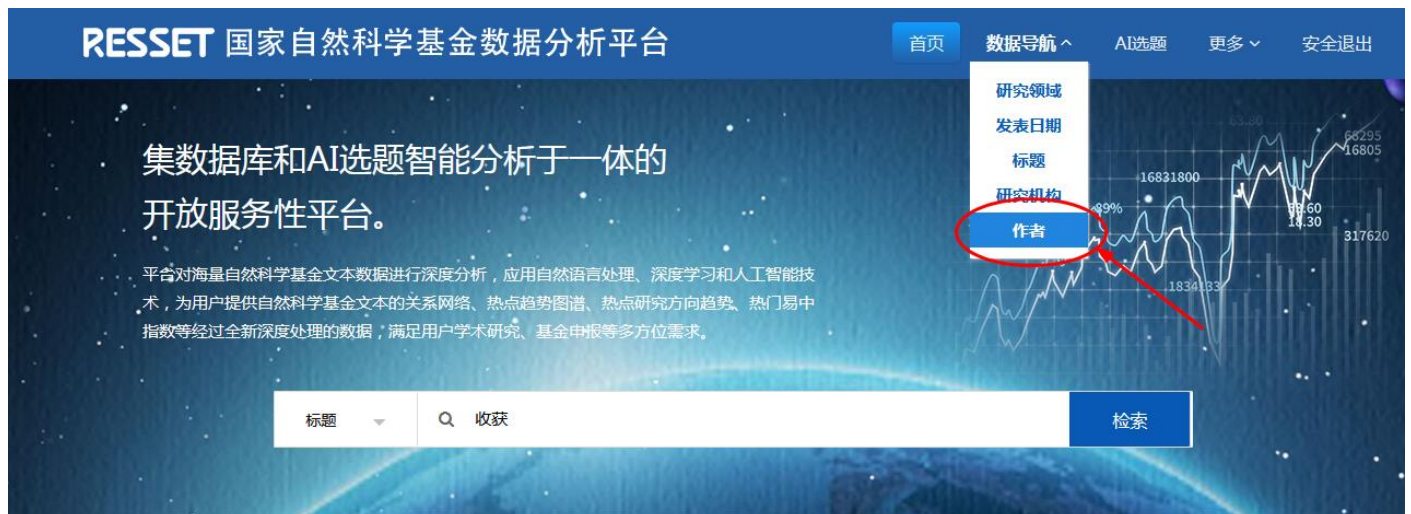 RESSET 国家自然科学基金数据分析平台
首页 数据导航 AI选题 更多 安全退出
研究领域
发表日期
标题
研究机构
作者
集数据库和AI选题智能分析于一体的
开放服务性平台。
平台对海量自然科学基金文本数据进行深度分析，应用自然语言处理、深度学习和人工智能技
术，为用户提供自然科学基金文本的关系网络、热点趋势图谱、热点研究方向趋势、热门易中
指数等经过全新深度处理的数据，满足用户学术研究、基金申报等多方位需求。
63.80
68295
16805
16831800
89%
18.30
317620
1834133
标题 收获 检索